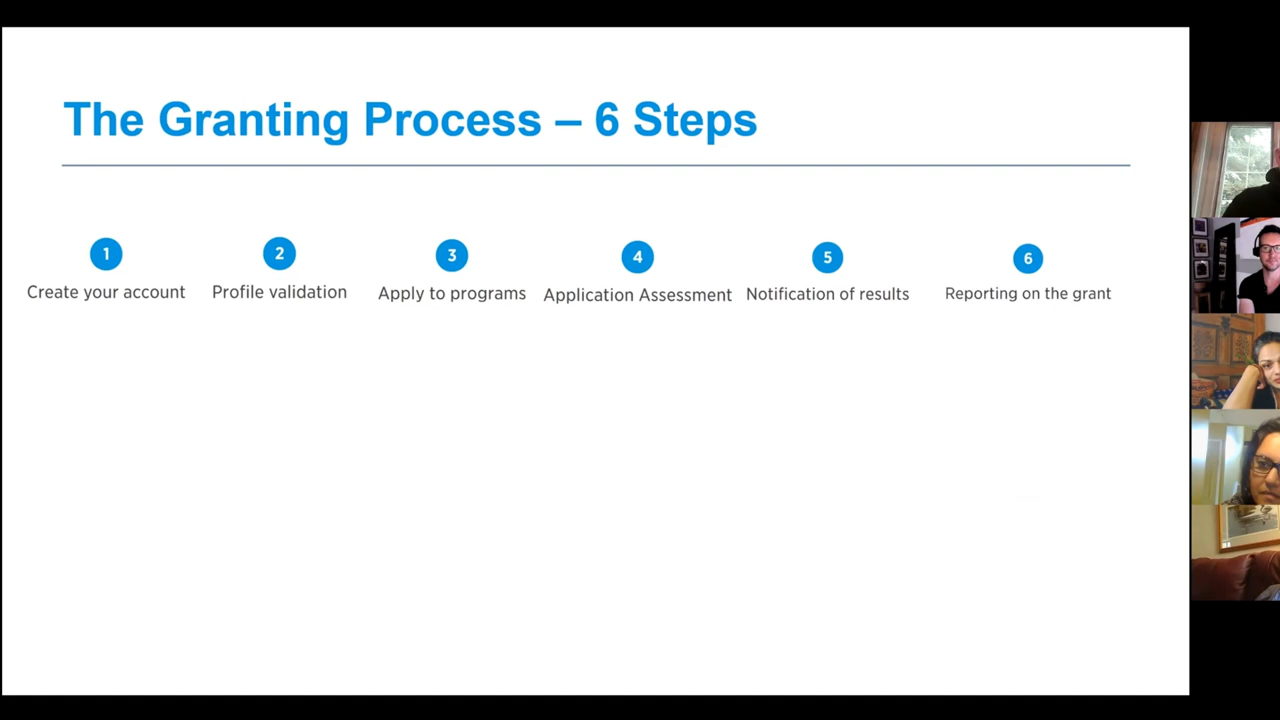 The Granting Process – 6 Steps
1
Create your account
2
Profile validation
3
Apply to programs
4
Application Assessment
5
Notification of results
6
Reporting on the grant